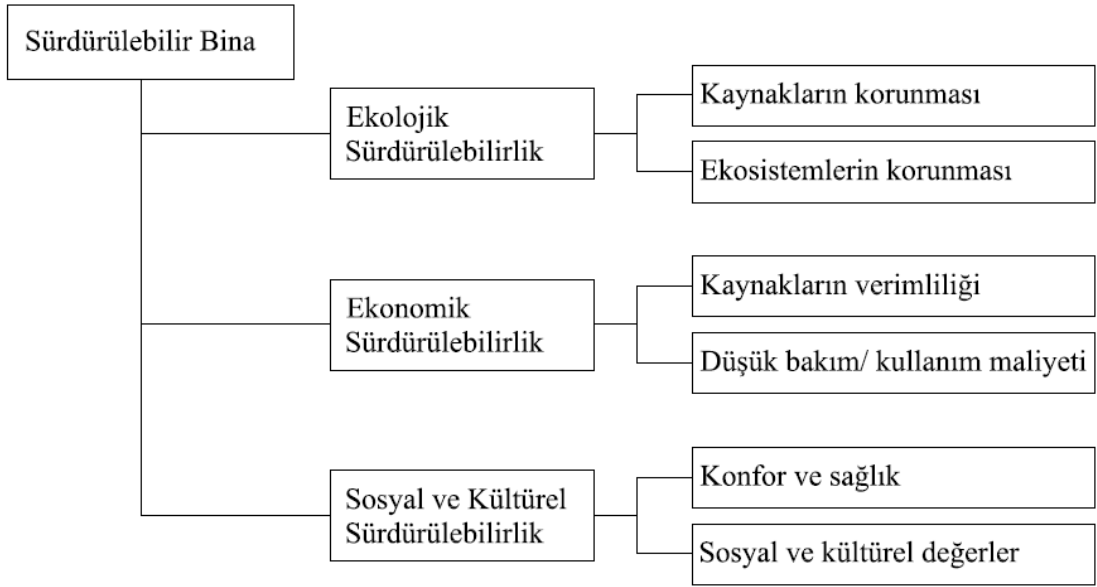 Sürdürülebilir Bina
Ekolojik
Sürdürülebilirlik
Kaynakların korunması
Ekosistemlerin korunması
Ekonomik
Sürdürülebilirlik
Kaynakların verimliliği
Düşük bakım/ kullanım maliyeti
Sosyal ve Kültürel
Sürdürülebilirlik
Konfor ve sağlık
Sosyal ve kültürel değerler